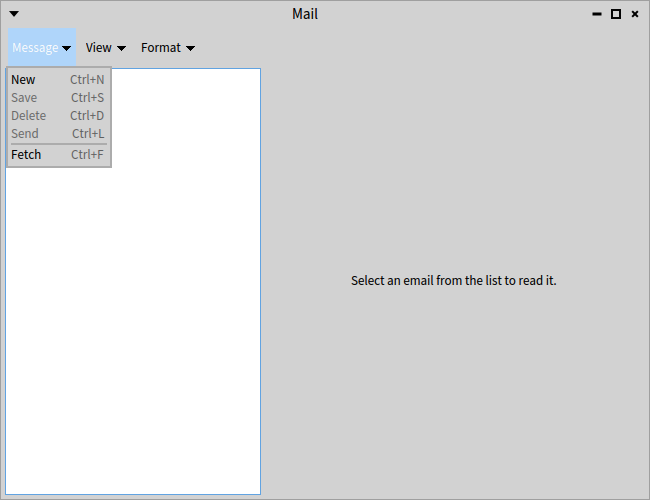 Mail
Message View Format
New Ctrl+N
Save Ctrl+S
Delete Ctrl+D
Send Ctrl+L
Fetch Ctrl+F
Select an email from the list to read it.